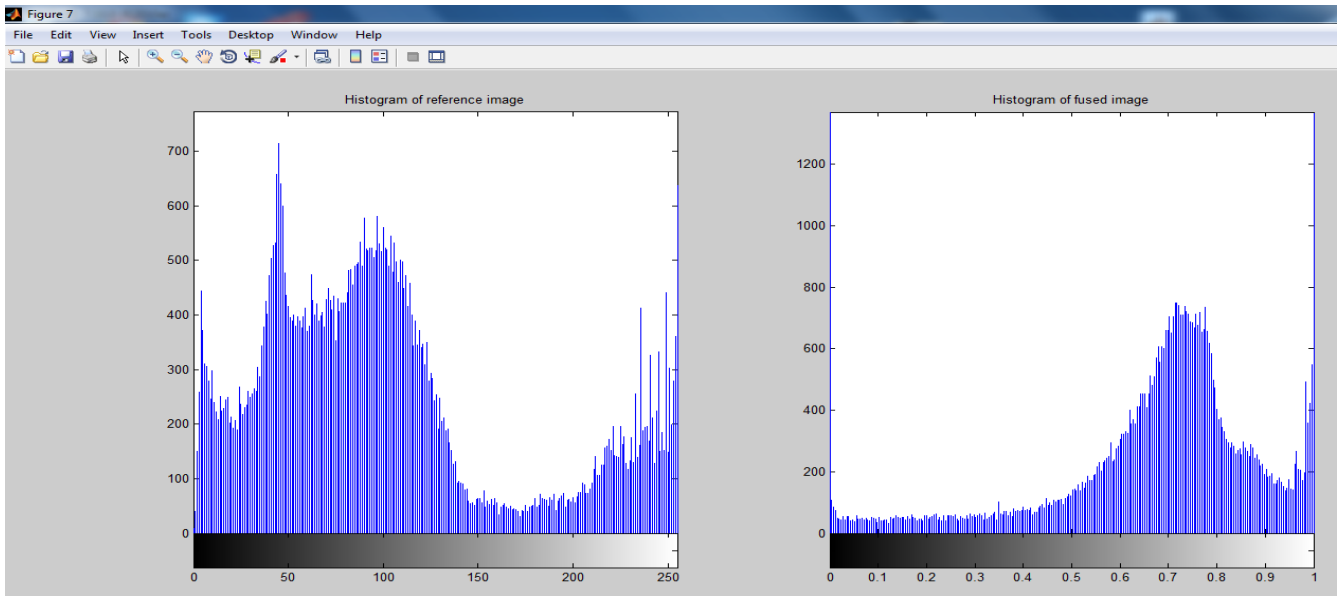 Figure 7
File Edit View Insert Tools Desktop Window Help
Histogram of reference image
700
600
500
400
300
200
100
0
0 50 100 150 200 250
Histogram of fused image
1200
1000
800
600
400
200
0
0 0.1 0.2 0.3 0.4 0.5 0.6 0.7 0.8 0.9 1